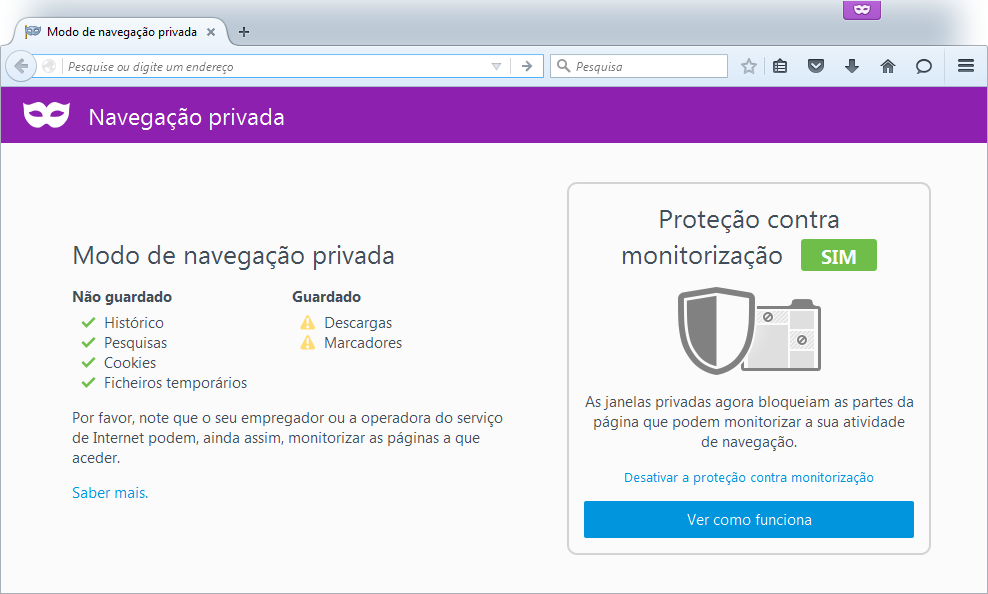 Modo de navegação privada
Pesquise ou digite um endereço
Pesquisa
Navegação privada
Modo de navegação privada
Não guardado
Histórico
Pesquisas
Cookies
Ficheiros temporários
Guardado
Descargas
Marcadores
Por favor, note que o seu empregador ou a operadora do serviço
de Internet podem, ainda assim, monitorizar as páginas a que
aceder.
Saber mais.
Proteção contra
monitorização SIM
As janelas privadas agora bloqueiam as partes da
página que podem monitorizar a sua atividade
de navegação.
Desativar a proteção contra monitorização
Ver como funciona